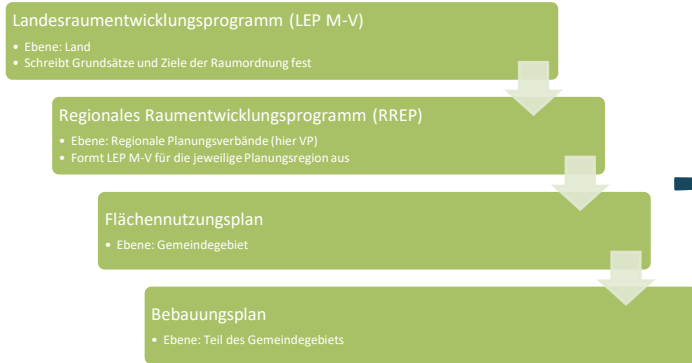 Landesraumentwicklungsprogramm (LEP M-V)
• Ebene: Land
• Schreibt Grundsätze und Ziele der Raumordnung fest
Regionales Raumentwicklungsprogramm (RREP)
• Ebene: Regionale Planungsverbände (hier VP)
• Formt LEP M-V für die jeweilige Planungsregion aus
Flächennutzungsplan
• Ebene: Gemeindegebiet
Bebauungsplan
• Ebene: Teil des Gemeindegebiets